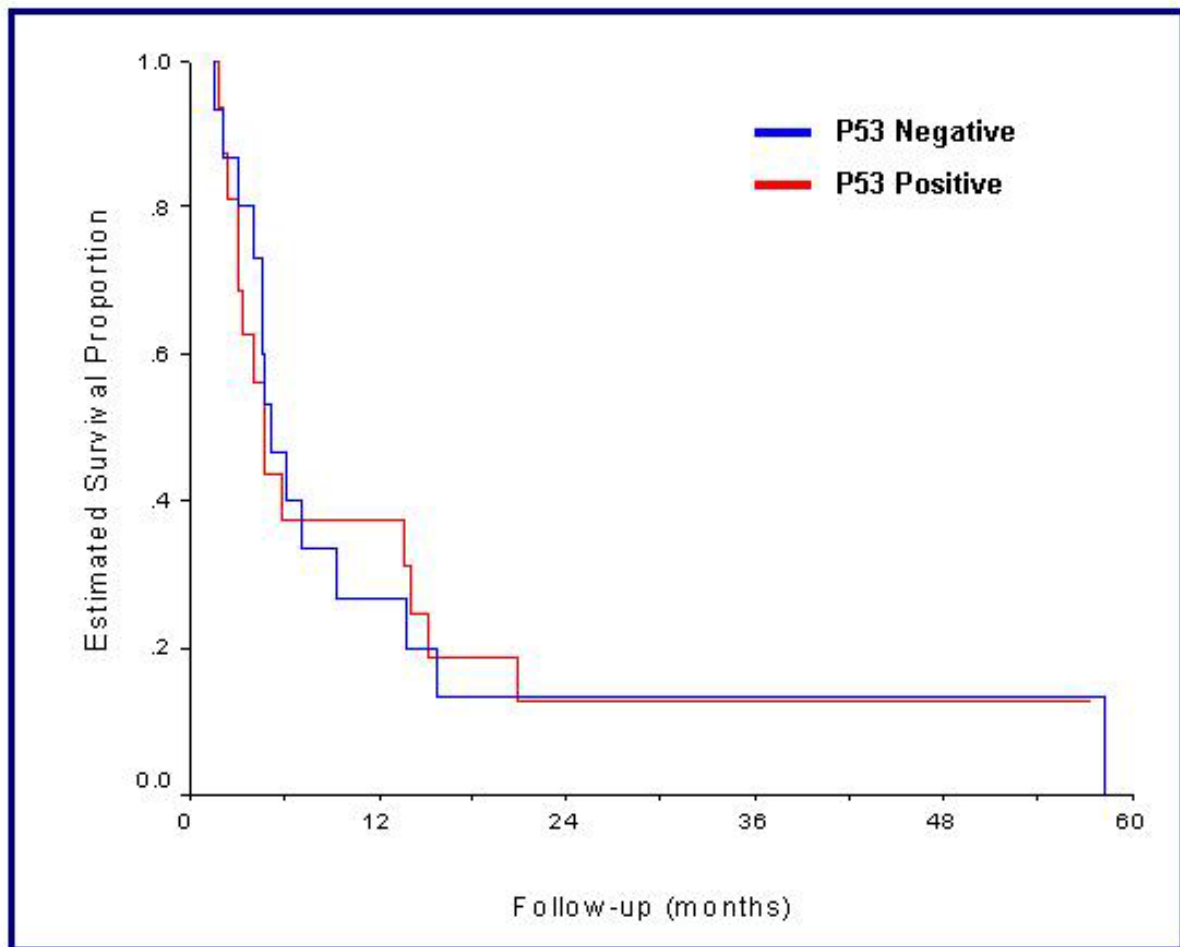 1.0
.8
.6
.4
.2
0.0
Estimated Survival Proportion
P53 Negative
P53 Positive
0 12 24 36 48 60
Follow-up (months)